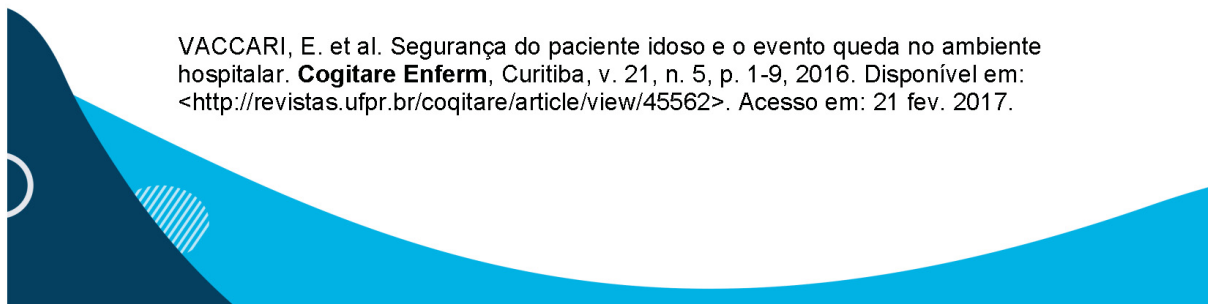 VACCARI, E. et al. Segurança do paciente idoso e o evento queda no ambiente
hospitalar. Cogitare Enferm, Curitiba, v. 21, n. 5, p. 1-9, 2016. Disponível em:
<http://revistas.ufpr.br/coqitare/article/view/45562>. Acesso em: 21 fev. 2017.